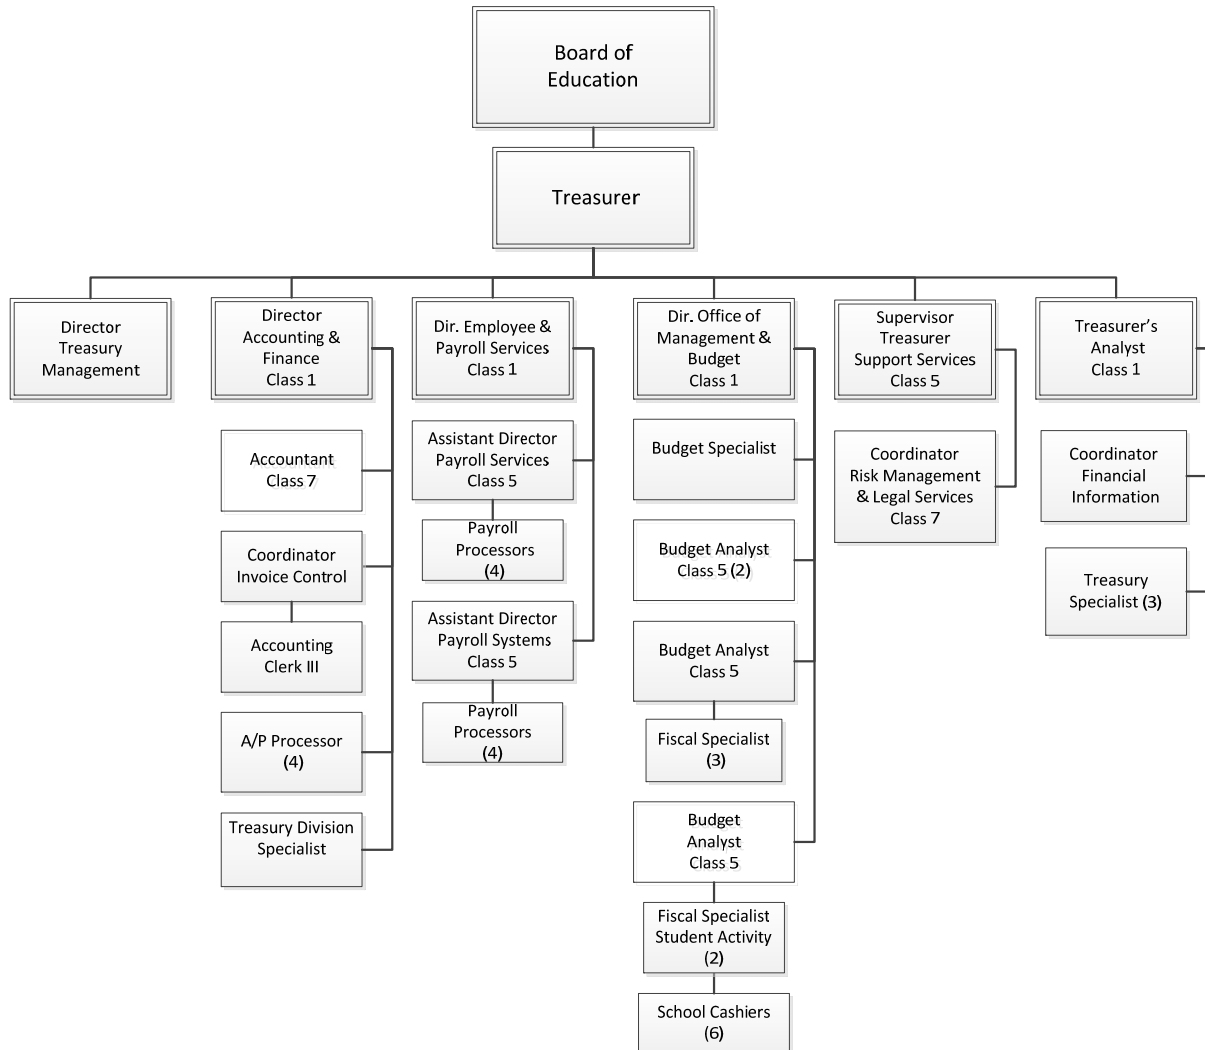 Board of
Education
Treasurer
Director
Treasury
Management
Director
Accounting &
Finance
Class 1
Dir. Employee &
Payroll Services
Class 1
Dir. Office of
Management &
Budget
Class 1
Supervisor
Treasurer
Support Services
Class 5
Treasurer’s
Analyst
Class 1
Accountant
Class 7
Coordinator
Invoice Control
Accounting
Clerk III
A/P Processor
(4)
Treasury Division
Specialist
Assistant Director
Payroll Services
Class 5
Payroll
Processors
(4)
Assistant Director
Payroll Systems
Class 5
Payroll
Processors
(4)
Budget Specialist
Budget Analyst
Class 5 (2)
Budget Analyst
Class 5
Fiscal Specialist
(3)
Budget
Analyst
Class 5
Fiscal Specialist
Student Activity
(2)
School Cashiers
(6)
Coordinator
Risk Management
& Legal Services
Class 7
Coordinator
Financial
Information
Treasury
Specialist (3)